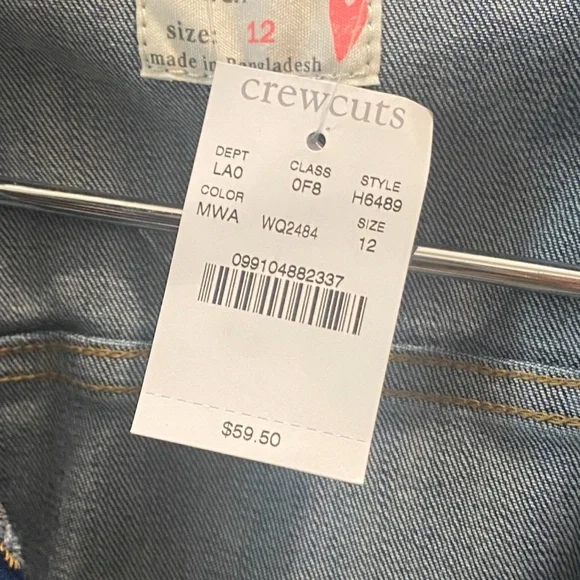 size: 12
made in Bangladesh
crewcuts
DEPT CLASS STYLE
LA0 0F8 H6489
COLOR SIZE
MWA WQ2484 12
099104882337
$59.50